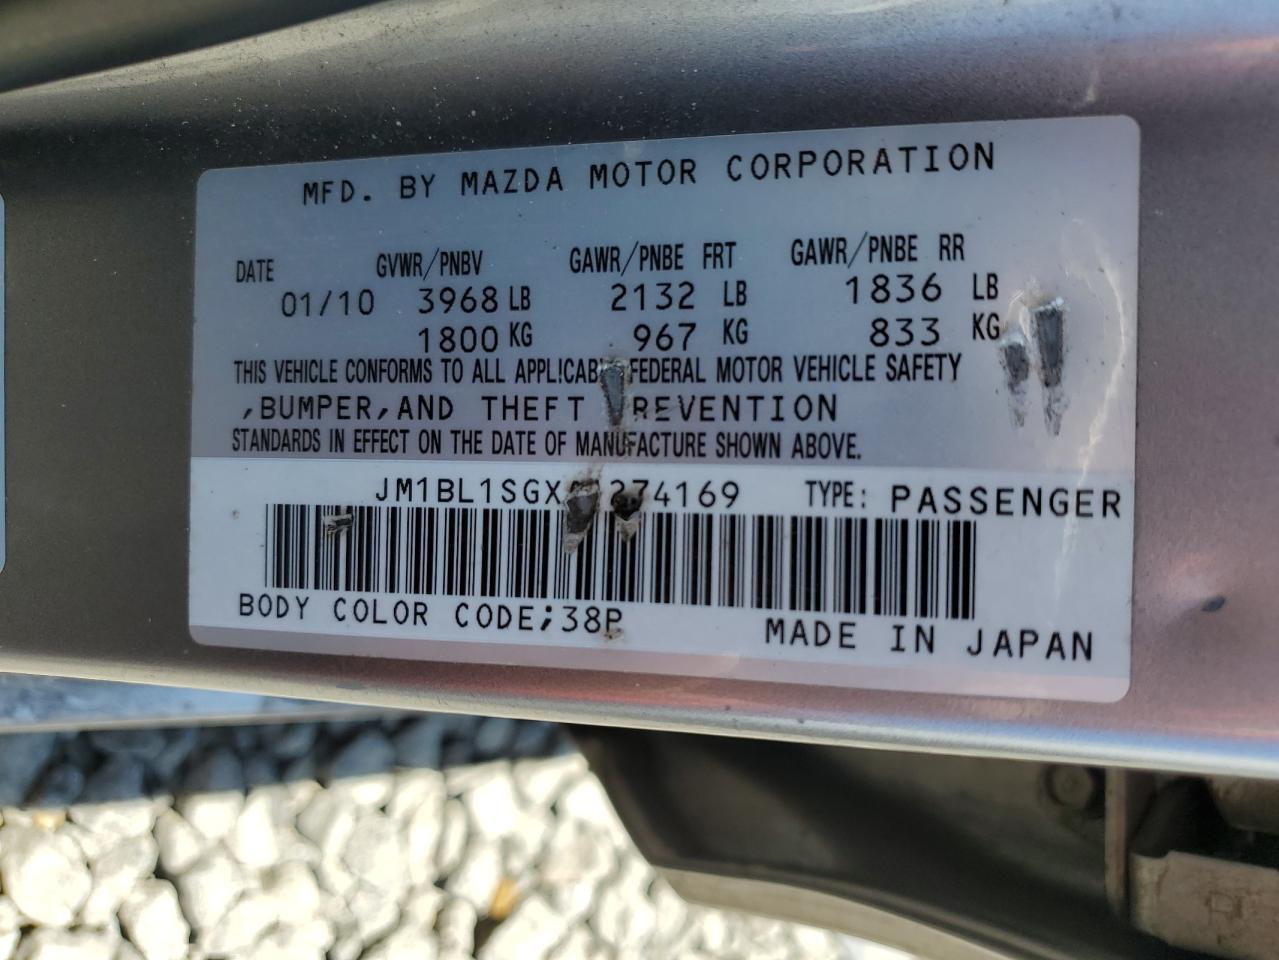 MFD. BY MAZDA MOTOR CORPORATION
DATE GVWR/PNBV GAWR/PNBE FRT GAWR/PNBE RR
01/10 3968 LB 2132 LB 1836 LB
1800 KG 967 KG 833 KG
THIS VEHICLE CONFORMS TO ALL FEDERAL MOTOR VEHICLE SAFETY
,BUMPER,AND THEFT REVENTION
STANDARDS IN EFFECT ON THE DATE OF MANUFACTURE SHOWN ABOVE.
TYPE: PASSENGER
BODY COLOR CODE;38P MADE IN JAPAN